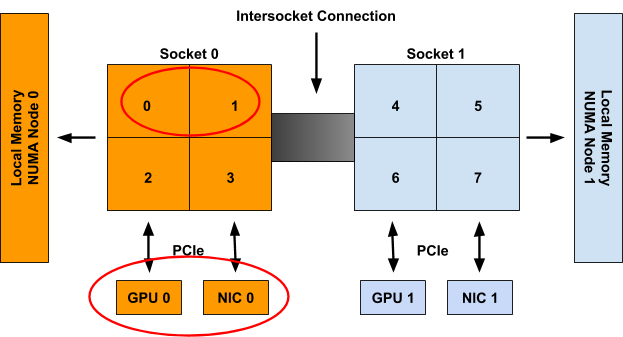 Intersocket Connection
Socket 0
Socket 1
Local Memory
NUMA Node 0
0
1
2
3
4
5
6
7
Local Memory
NUMA Node 1
PCIe
PCIe
GPU 0
NIC 0
GPU 1
NIC 1